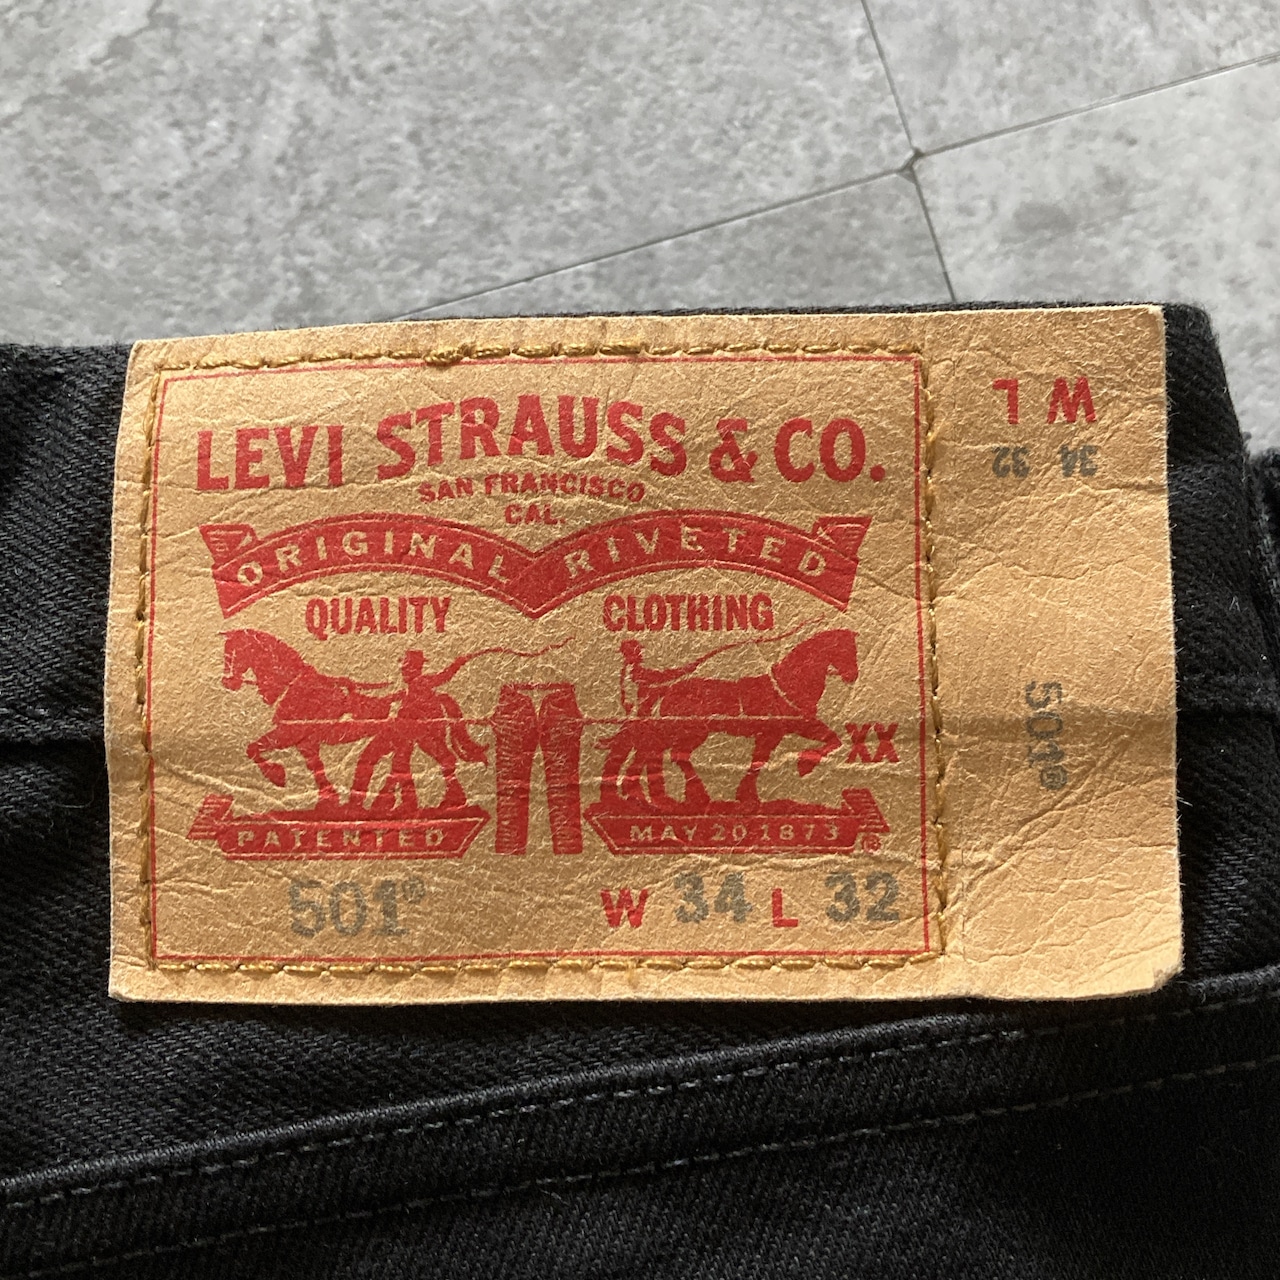 LEVI STRAUSS & CO.
SAN FRANCISCO
CAL.
ORIGINAL RIVETED
QUALITY CLOTHING
XX
PATENTED MAY 20 1873 ®
501® W 34 L 32
W L
34 32
501®